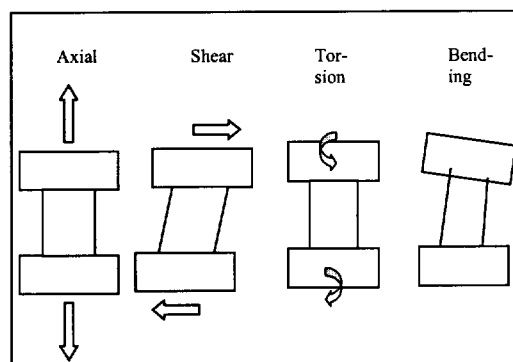 Axial
Shear
Tor-
sion
Bend-
ing